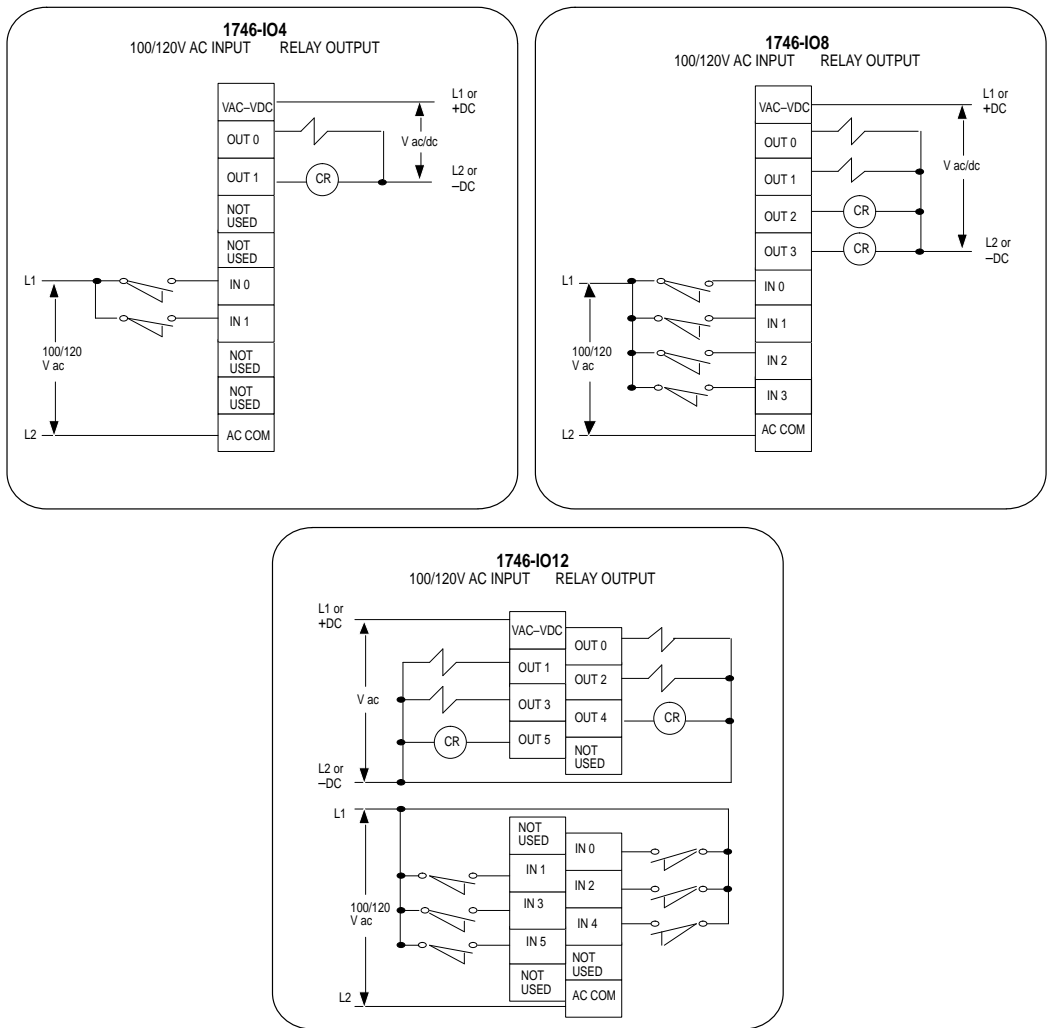 1746-IO4
100/120V AC INPUT RELAY OUTPUT
VAC–VDC
OUT 0
OUT 1
NOT
USED
NOT
USED
IN 0
IN 1
NOT
USED
NOT
USED
AC COM
L1 or
+DC
V ac/dc
L2 or
–DC
CR
L1
100/120
V ac
L2
1746-IO8
100/120V AC INPUT RELAY OUTPUT
VAC–VDC
OUT 0
OUT 1
OUT 2
OUT 3
IN 0
IN 1
IN 2
IN 3
AC COM
L1 or
+DC
V ac/dc
L2 or
–DC
CR
CR
L1
100/120
V ac
L2
1746-IO12
100/120V AC INPUT RELAY OUTPUT
L1 or
+DC
V ac
L2 or
–DC
VAC–VDC
OUT 0
OUT 1
OUT 2
OUT 3
OUT 4
OUT 5
NOT
USED
CR
CR
L1
100/120
V ac
L2
NOT
USED
IN 0
IN 1
IN 2
IN 3
IN 4
IN 5
NOT
USED
NOT
USED
AC COM